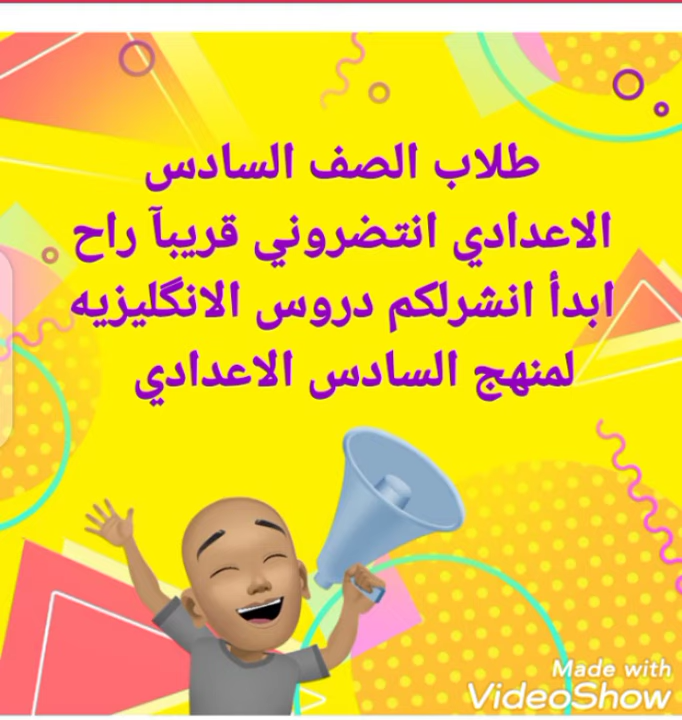 طلاب الصف السادس
الاعدادي انتضروني قريبآ راح
ابدأ انشرلكم دروس الانگليزيه
لمنهج السادس الاعدادي
Made with
VideoShow